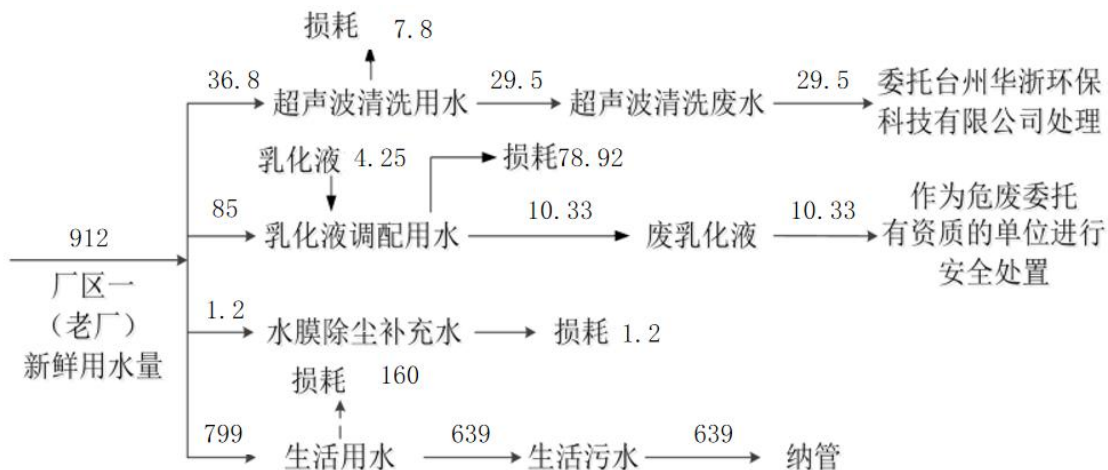 损耗 7.8
36.8 超声波清洗用水 29.5 超声波清洗废水 29.5 委托台州华浙环保
科技有限公司处理
乳化液 4.25 损耗78.92
85 乳化液调配用水 10.33 废乳化液 10.33 作为危废委托
有资质的单位进行
安全处置
912
厂区一
(老厂)
新鲜用水量
1.2 水膜除尘补充水 损耗 1.2
损耗 160
799 生活用水 639 生活污水 639 纳管